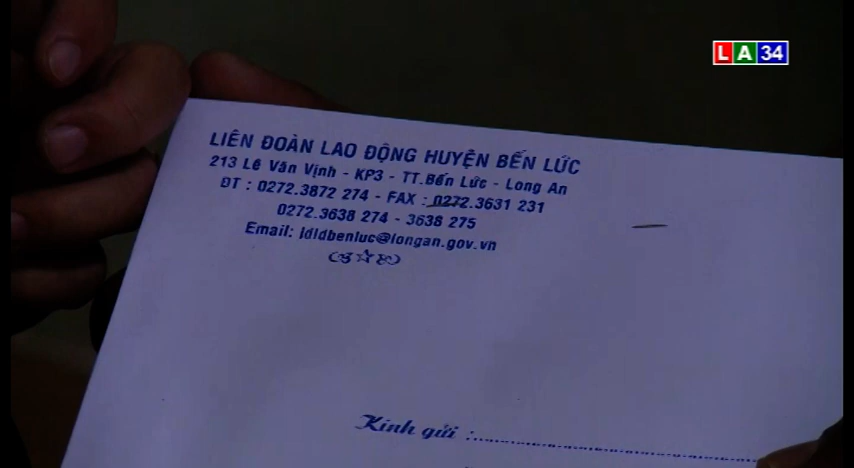 LA34
LIÊN ĐOÀN LAO ĐỘNG HUYỆN BẾN LỨC
213 Lê Văn Vịnh - KP3 - TT.Bến Lức - Long An
ĐT : 0272.3872 274 - FAX : 0272.3631 231
0272.3638 274 - 3638 275
Email: ldldbenluc@longan.gov.vn
Kính gửi :